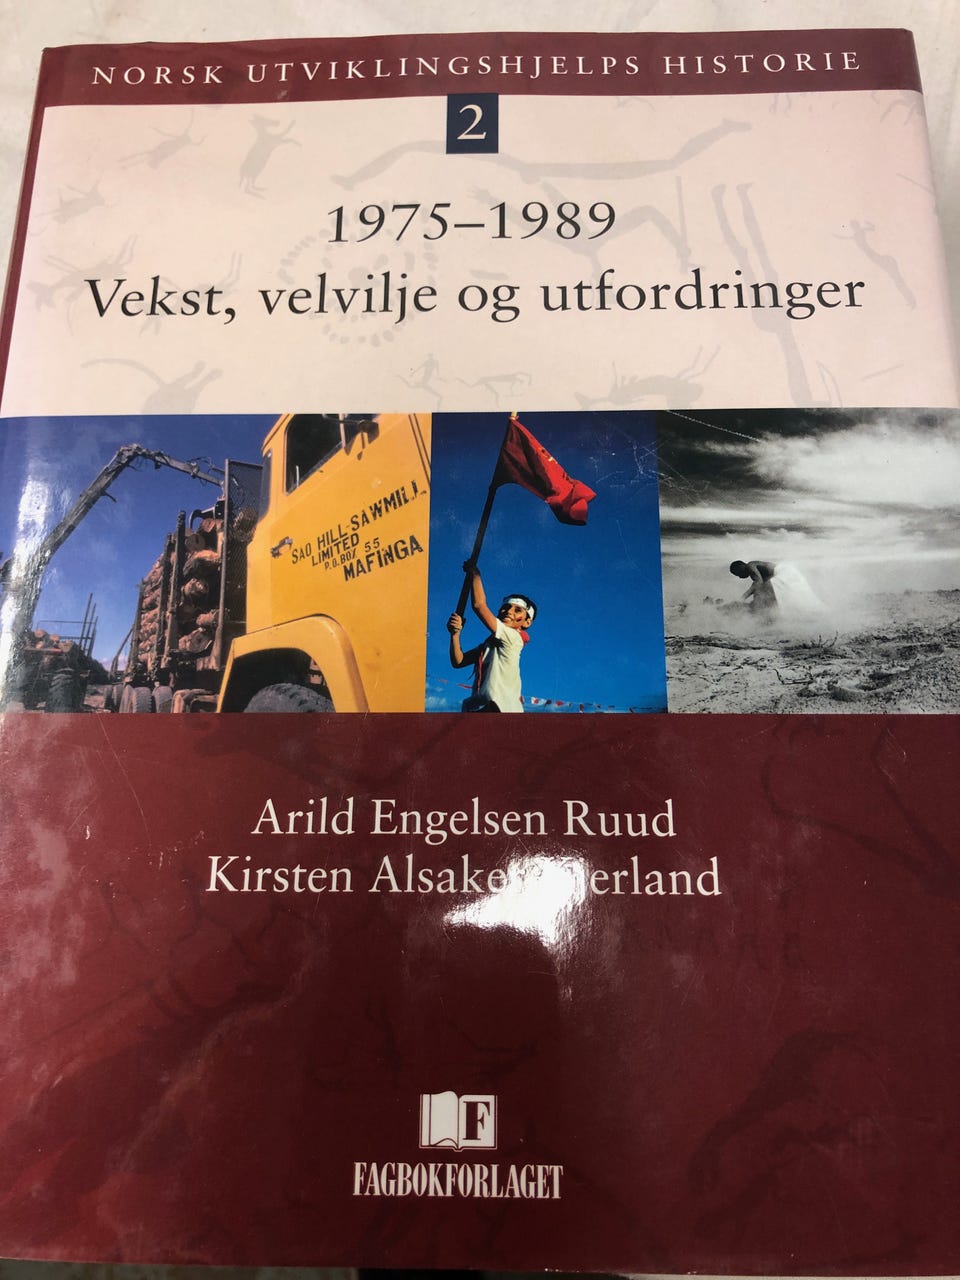 NORSK UTVIKLINGSHJELPS HISTORIE
2
1975–1989
Vekst, velvilje og utfordringer
SAO HILL-SAWMILL
LIMITED
P.O.BOX 55
MAFINGA
Arild Engelsen Ruud
Kirsten
F
FAGBOKFORLAGET